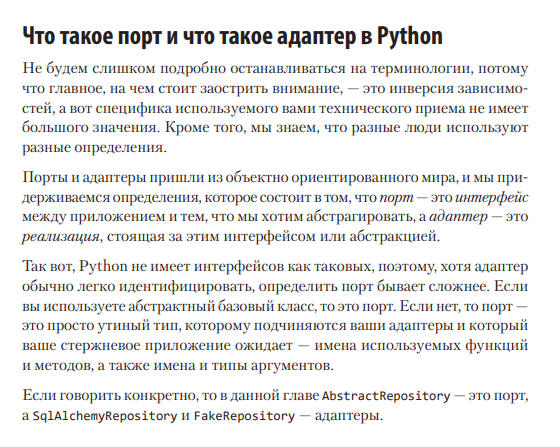 Что такое порт и что такое адаптер в Python
Не будем слишком подробно останавливаться на терминологии, потому
что главное, на чем стоит заострить внимание, — это инверсия зависимо-
стей, а вот специфика используемого вами технического приема не имеет
большого значения. Кроме того, мы знаем, что разные люди используют
разные определения.
Порты и адаптеры пришли из объектно ориентированного мира, и мы при-
держиваемся определения, которое состоит в том, что порт — это интерфейс
между приложением и тем, что мы хотим абстрагировать, а адаптер — это
реализация, стоящая за этим интерфейсом или абстракцией.
Так вот, Python не имеет интерфейсов как таковых, поэтому, хотя адаптер
обычно легко идентифицировать, определить порт бывает сложнее. Если
вы используете абстрактный базовый класс, то это порт. Если нет, то порт —
это просто утиный тип, которому подчиняются ваши адаптеры и который
ваше стержневое приложение ожидает — имена используемых функций
и методов, а также имена и типы аргументов.
Если говорить конкретно, то в данной главе AbstractRepository — это порт,
а SqlAlchemyRepository и FakeRepository — адаптеры.